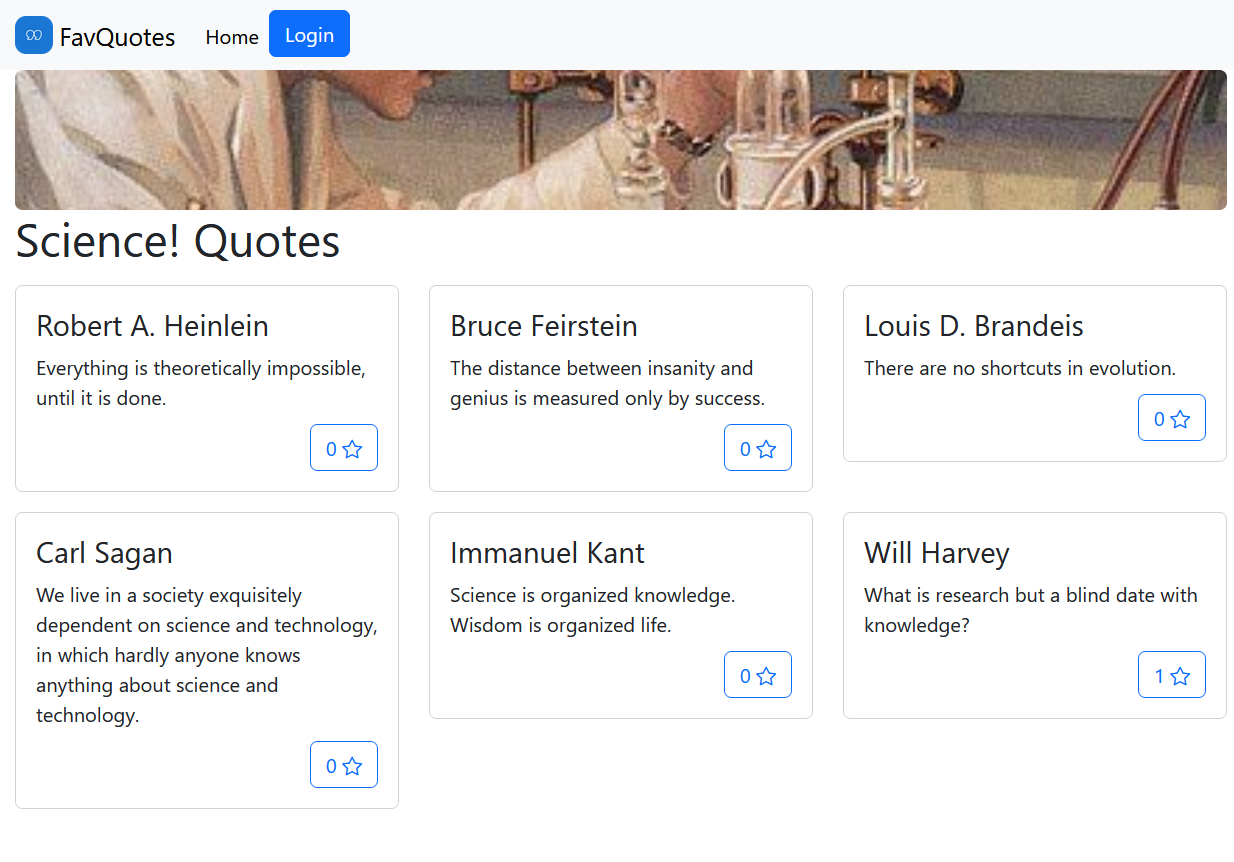 FavQuotes Home Login
Science! Quotes
Robert A. Heinlein
Everything is theoretically impossible,
until it is done.
0
Bruce Feirstein
The distance between insanity and
genius is measured only by success.
0
Louis D. Brandeis
There are no shortcuts in evolution.
0
Carl Sagan
We live in a society exquisitely
dependent on science and technology,
in which hardly anyone knows
anything about science and
technology.
0
Immanuel Kant
Science is organized knowledge.
Wisdom is organized life.
0
Will Harvey
What is research but a blind date with
knowledge?
1